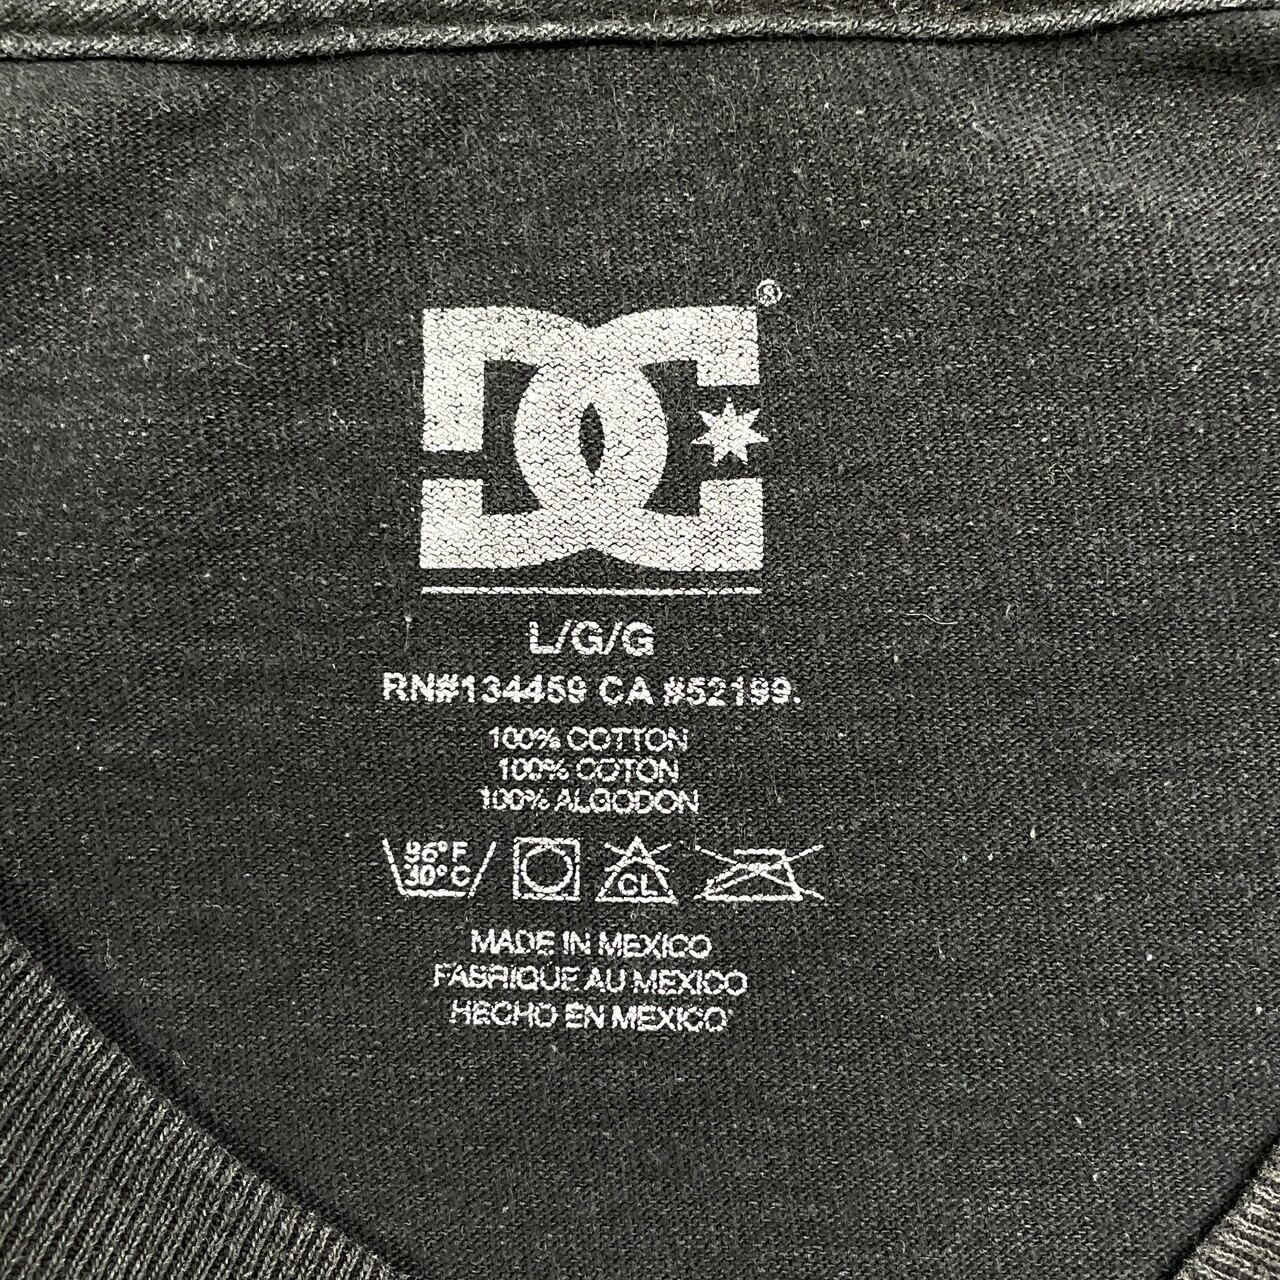 DC®
L/G/G
RN#134459 CA #52199.
100% COTTON
100% COTON
100% ALGODON
86°F
30°C
CL
MADE IN MEXICO
FABRIQUE AU MEXICO
HECHO EN MEXICO